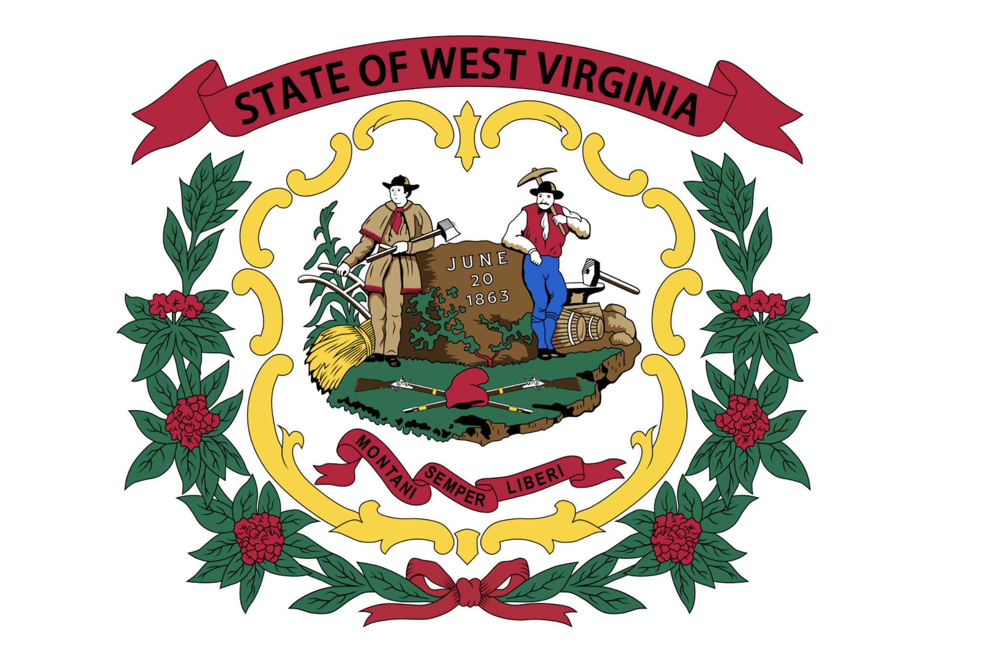 STATE OF WEST VIRGINIA
JUNE
20
1863
MONTANI SEMPER LIBERI